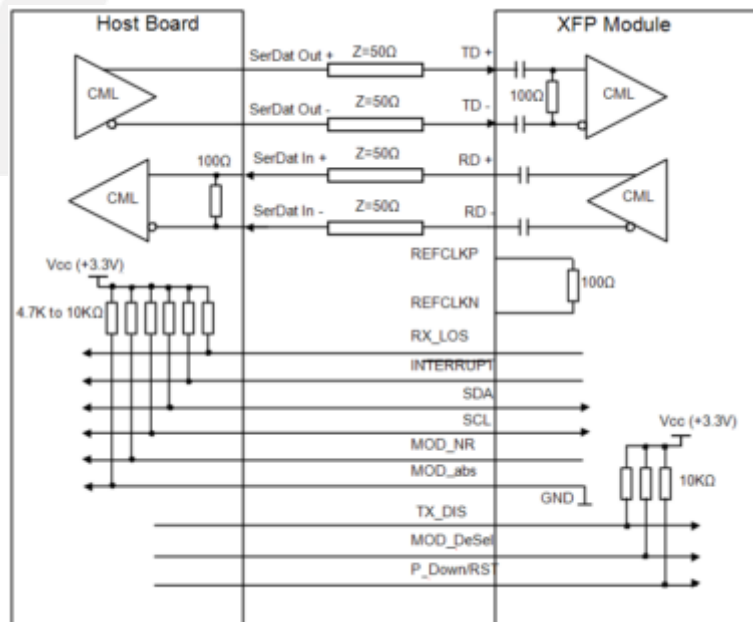 Host Board
XFP Module
SerDat Out +
Z=50Ω
TD +
CML
100Ω
CML
SerDat Out -
Z=50Ω
TD -
100Ω
SerDat In +
Z=50Ω
RD +
CML
CML
SerDat In -
Z=50Ω
RD -
Vcc (+3.3V)
REFCLKP
100Ω
4.7K to 10KΩ
REFCLKN
RX_LOS
INTERRUPT
SDA
SCL
Vcc (+3.3V)
MOD_NR
MOD_abs
10KΩ
GND
TX_DIS
MOD_DeSel
P_Down/RST